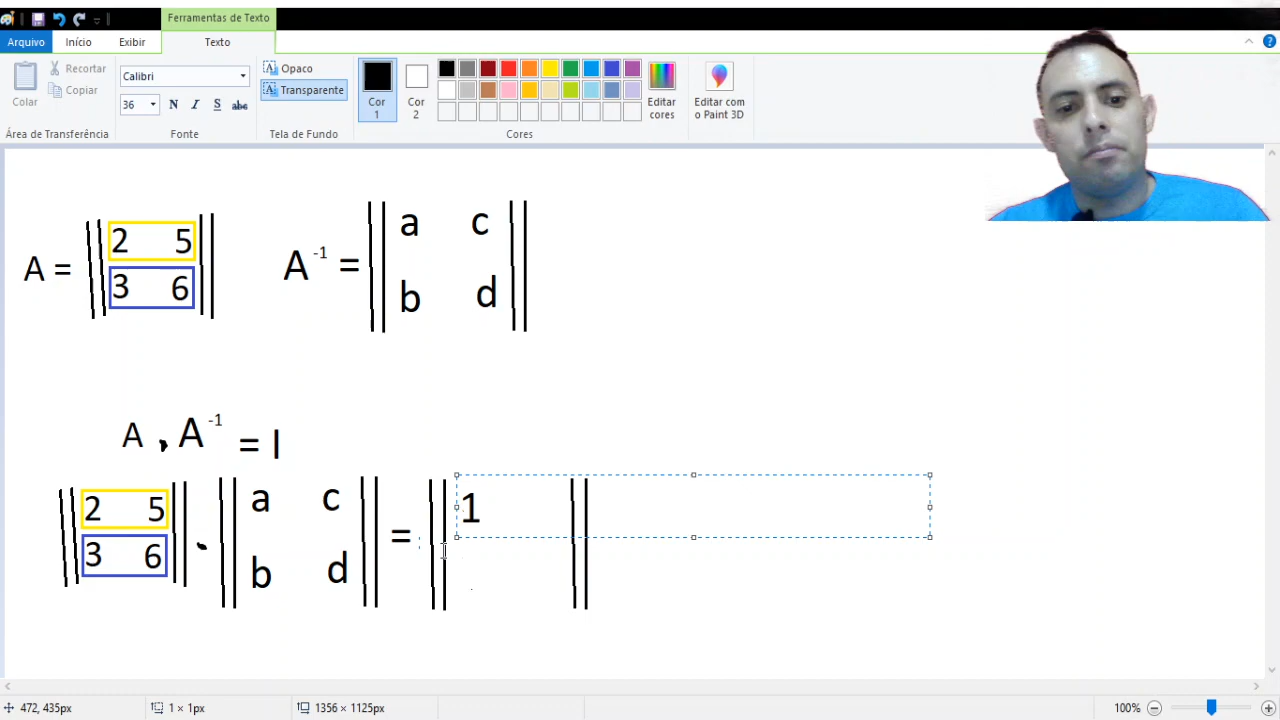 Ferramentas de Texto
Arquivo Início Exibir Texto
Colar
Recortar
Copiar
Área de Transferência
Calibri
36 N I S abc
Fonte
Opaco
Transparente
Tela de Fundo
Cor 1
Cor 2
Cores
Editar cores
Editar com o Paint 3D
A = 2 5
3 6
A -1 = a c
b d
A . A -1 = I
2 5 . a c = 1
3 6 b d
472, 435px 1 × 1px 1356 × 1125px 100%